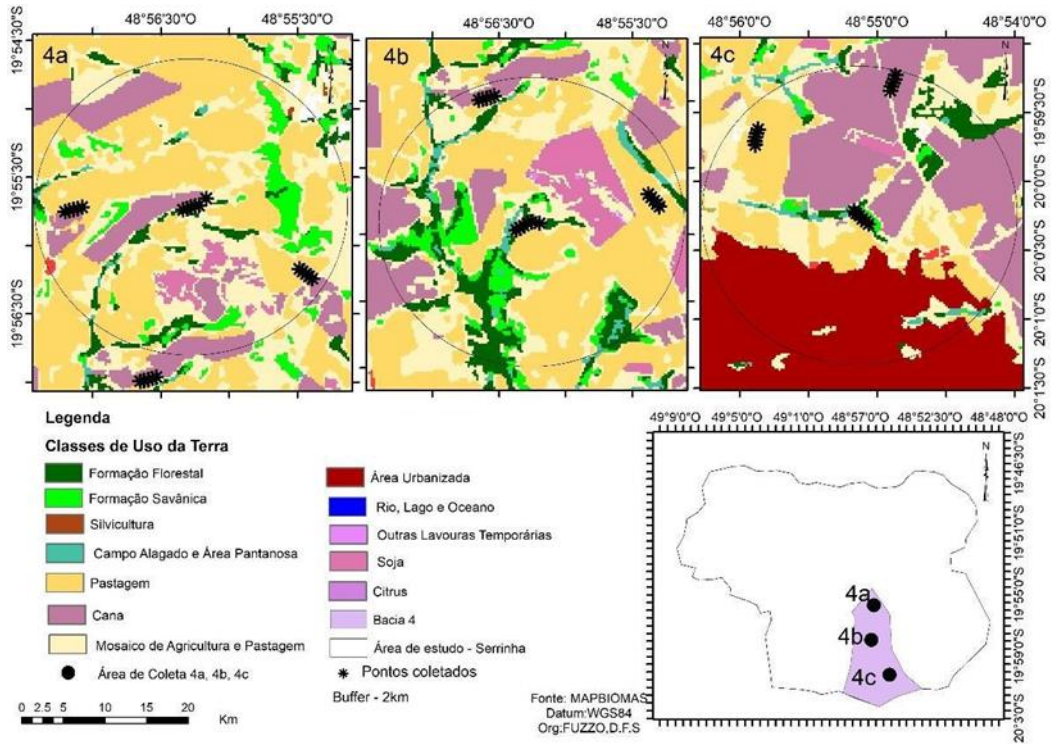 48°56'30"S 48°55'30"S
48°56'30"S 48°55'30"S
48°56'0"O 48°55'0"O 48°54'0"O
19°54'30"S
19°55'30"S
19°56'30"S
4a
N
4b
N
4c
N
19°59'30"S
20°0'0"S
20°0'30"S
20°1'0"S
20°1'30"S
Legenda
Classes de Uso da Terra
Formação Florestal
Formação Savânica
Silvicultura
Campo Alagado e Área Pantanosa
Pastagem
Cana
Mosaico de Agricultura e Pastagem
Área de Coleta 4a, 4b, 4c
Área Urbanizada
Rio, Lago e Oceano
Outras Lavouras Temporárias
Soja
Citrus
Bacia 4
Área de estudo - Serrinha
Pontos coletados
Buffer - 2km
0 2.5 5 10 15 20
Km
Fonte: MAPBIOMAS
Datum:WGS84
Org:FUZZO,D.F.S
49°9'0"O 49°5'0"O 49°1'0"O 48°57'0"O 48°52'30"O 48°48'0"O
19°46'30"S
19°51'0"S
19°55'0"S
19°59'0"S
20°3'0"S
N
4a
4b
4c